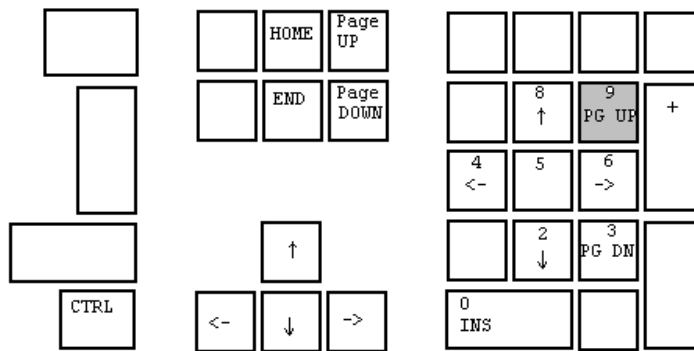 HOME
Page
UP
END
Page
DOWN
CTRL
↑
<-
↓
->
8
↑
9
PG UP
+
4
<-
5
6
->
2
↓
3
PG DN
0
INS